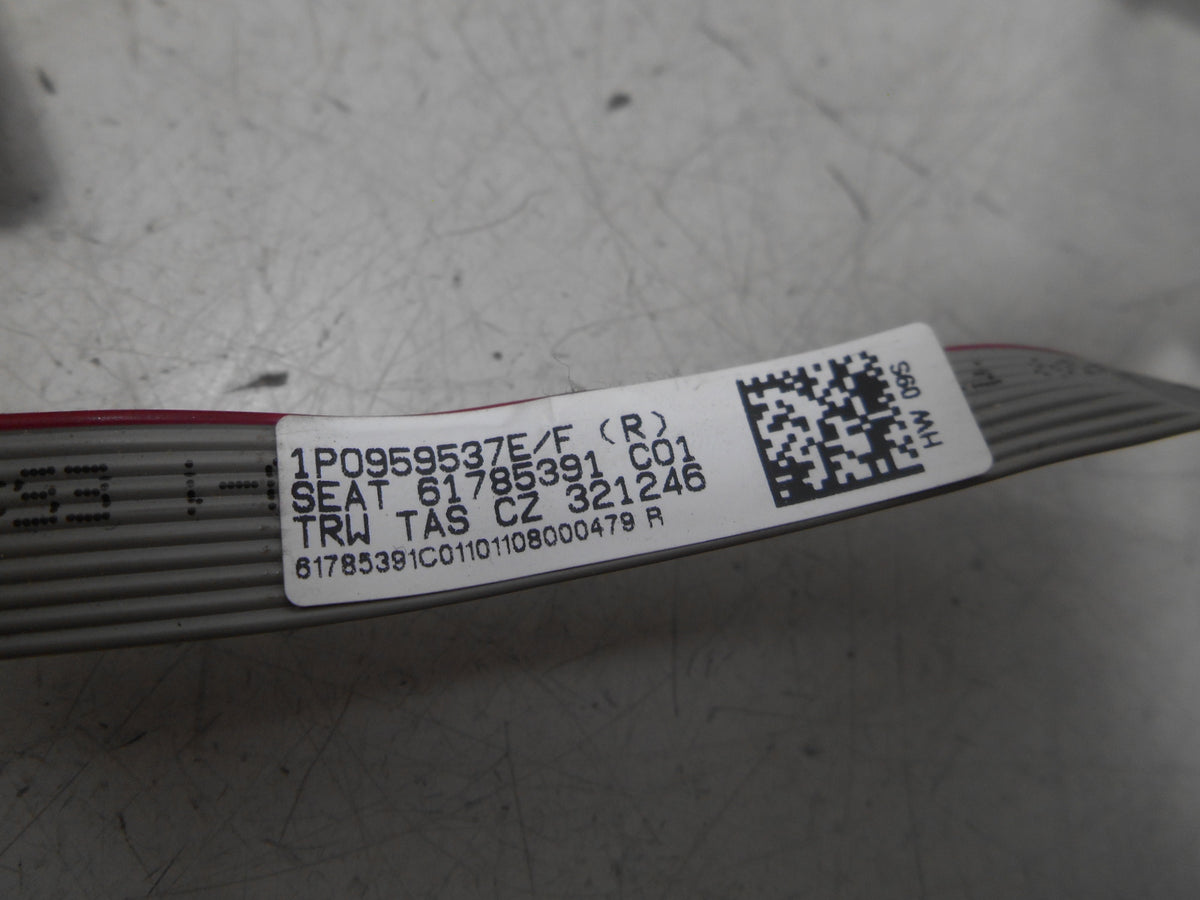 1P0959537E/F (R)
SEAT 61785391 C01
TRW TAS CZ 321246
61785391C01101108000479 R
HW 09S